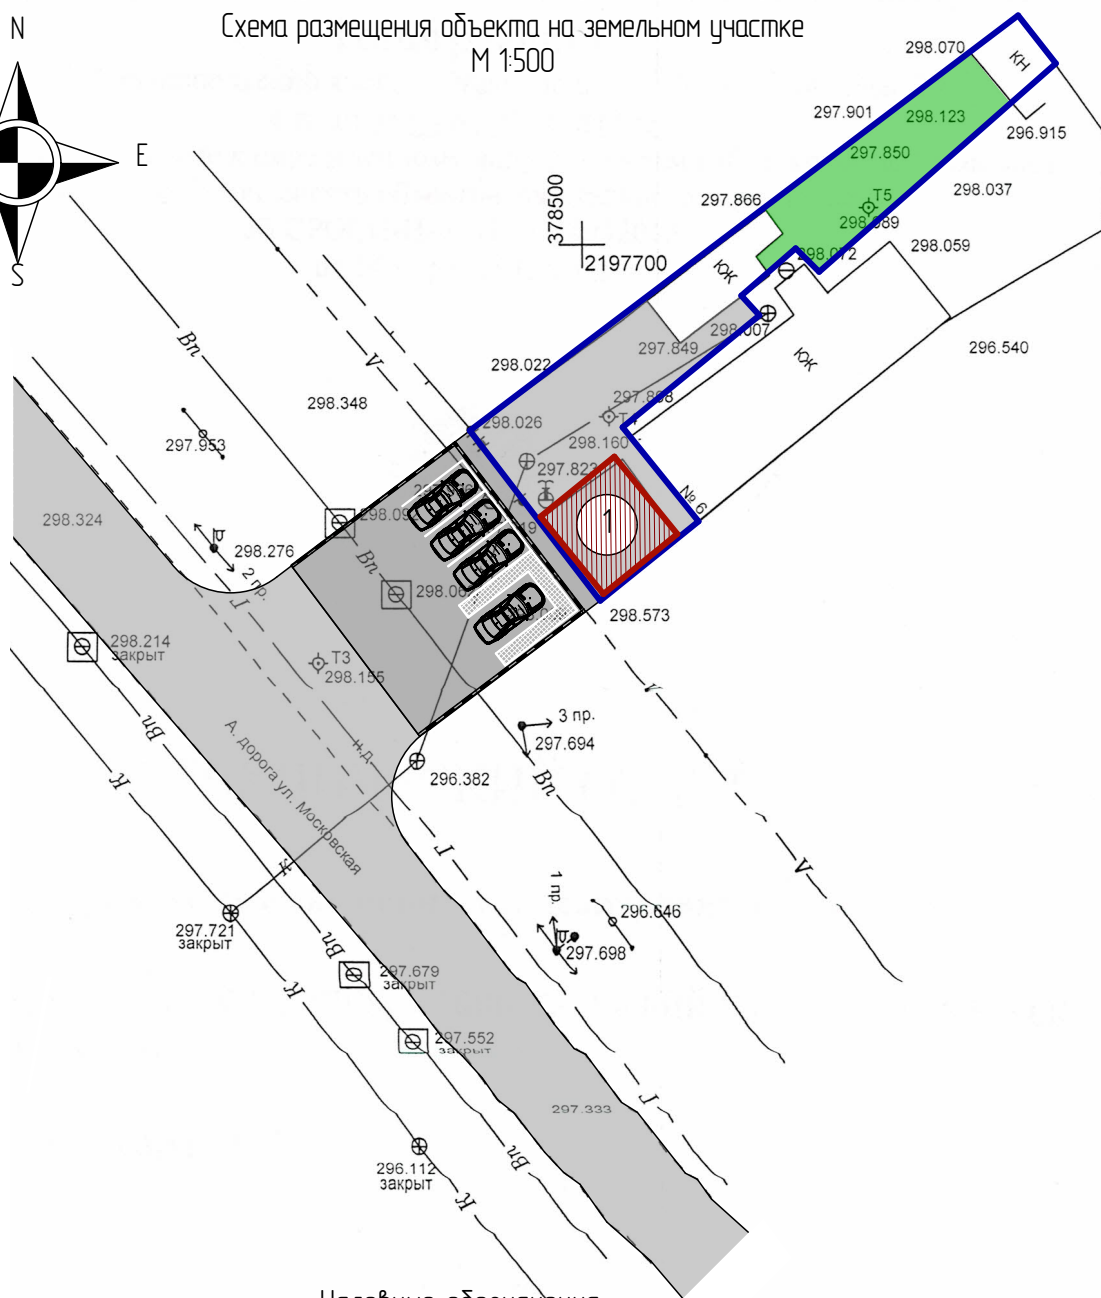 N
Схема размещения объекта на земельном участке
М 1:500
E
S
298.070
КН
297.901
298.123
296.915
297.850
Т5
298.037
297.866
298.059
378500
2197700
КЖ
298.007
297.849
КЖ
296.540
298.022
298.348
298.026
298.160
297.823
297.953
№ 6
1
298.324
298.276
2 пр.
298.573
298.214
закрыт
Т3
298.155
3 пр.
297.694
А. дорога ул. Московская
н.д.
296.382
Вп
Вп
Вп
Вп
Вп
Вп
V
V
V
Г
Г
Г
К
К
К
1 пр.
296.646
297.698
297.721
закрыт
297.679
закрыт
297.552
закрыт
297.333
296.112
закрыт